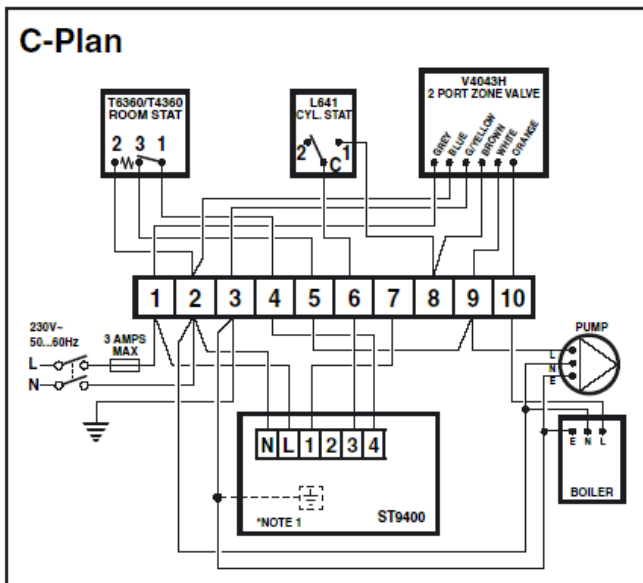 C-Plan
T6360/T4360
ROOM STAT
2 3 1
L641
CYL. STAT
2 C 1
V4043H
2 PORT ZONE VALVE
GREY
BLUE
G/YELLOW
BROWN
WHITE
ORANGE
1 2 3 4 5 6 7 8 9 10
230V~
50...60Hz
3 AMPS
MAX
L
N
PUMP
L
N
E
N L 1 2 3 4
E N L
BOILER
*NOTE 1
ST9400